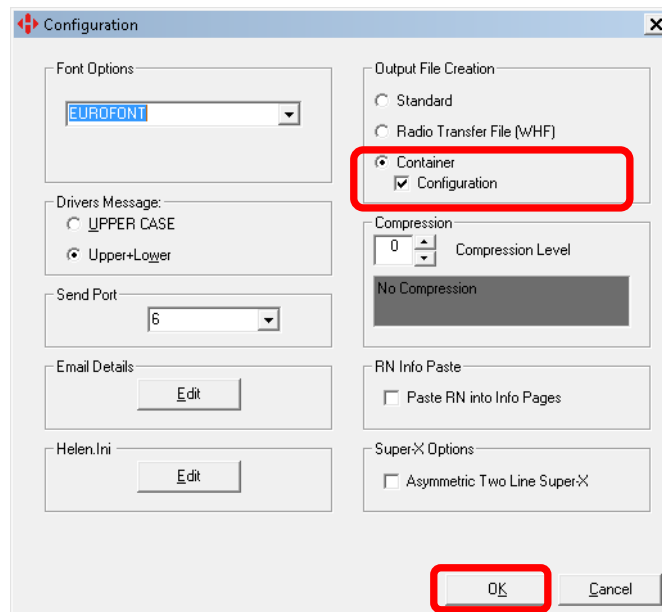 Configuration
Font Options
EUROFONT
Drivers Message:
UPPER CASE
Upper+Lower
Send Port
6
Email Details
Edit
Helen.Ini
Edit
Output File Creation
Standard
Radio Transfer File (WHF)
Container
Configuration
Compression
0 Compression Level
No Compression
RN Info Paste
Paste RN into Info Pages
Super-X Options
Asymmetric Two Line Super-X
OK Cancel